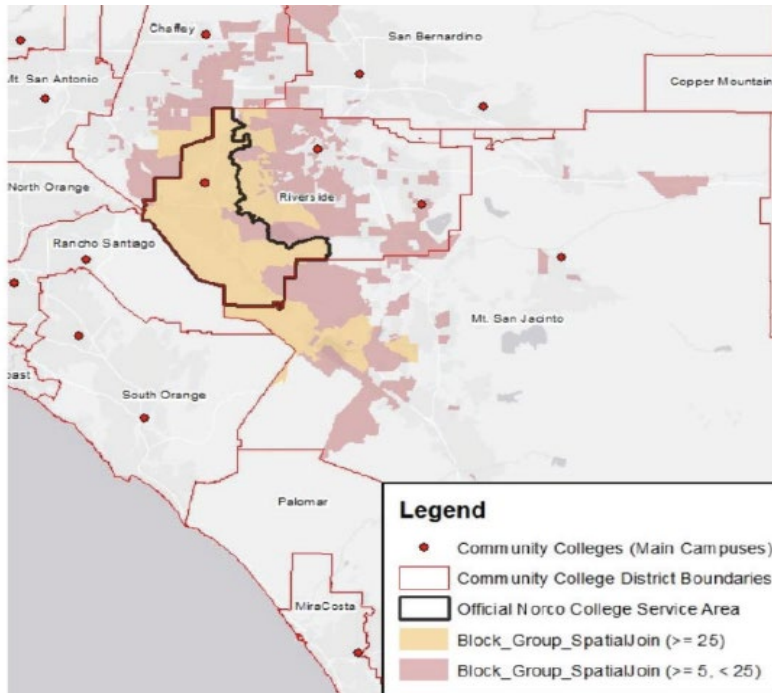 Chaffey
San Bernardino
Mt. San Antonio
Copper Mountain
North Orange
Riverside
Rancho Santiago
Mt. San Jacinto
South Orange
Palomar
MiraCosta
Legend
Community Colleges (Main Campuses)
Community College District Boundaries
Official Norco College Service Area
Block_Group_SpatialJoin (>= 25)
Block_Group_SpatialJoin (>= 5, < 25)